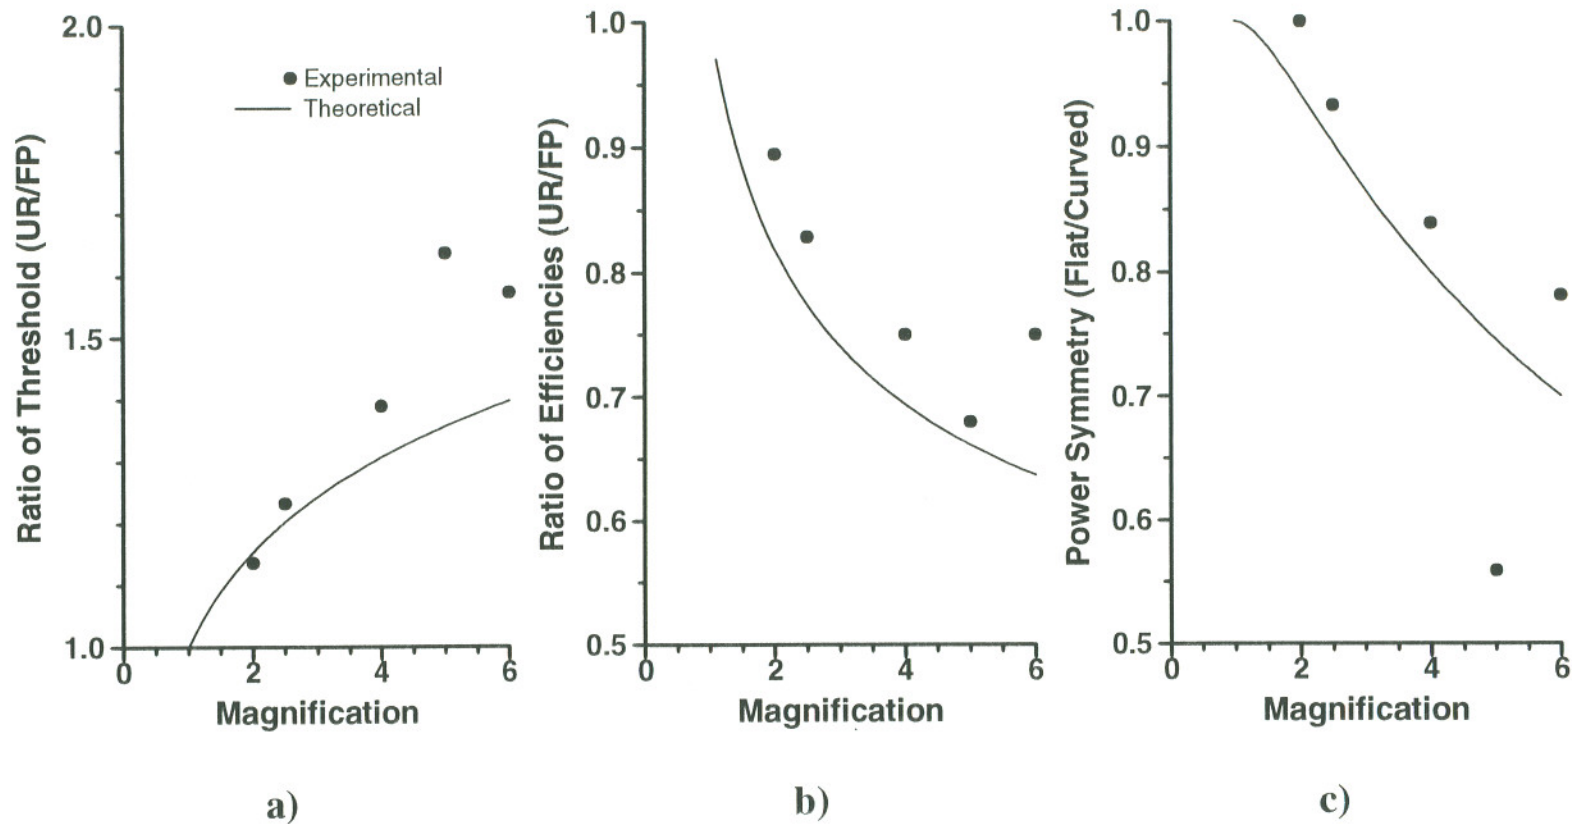 Ratio of Threshold (UR/FP)
2.0
1.5
1.0
0 2 4 6
Magnification
Experimental
Theoretical
a)
Ratio of Efficiencies (UR/FP)
1.0
0.9
0.8
0.7
0.6
0.5
0 2 4 6
Magnification
b)
Power Symmetry (Flat/Curved)
1.0
0.9
0.8
0.7
0.6
0.5
0 2 4 6
Magnification
c)